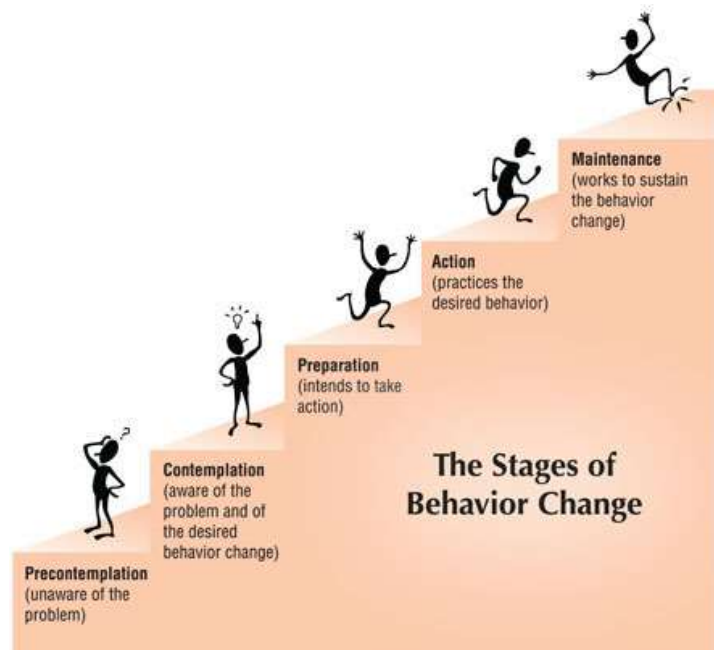 Maintenance
(works to sustain
the behavior
change)
Action
(practices the
desired behavior)
Preparation
(intends to take
action)
Contemplation
(aware of the
problem and of
the desired
behavior change)
Precontemplation
(unaware of the
problem)
The Stages of
Behavior Change
?